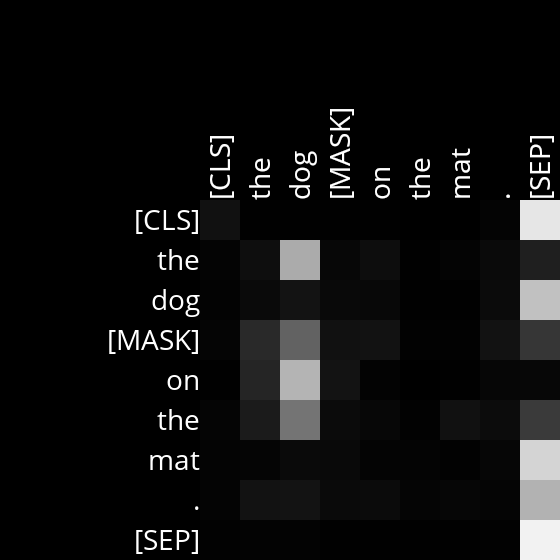 [CLS] the dog [MASK] on the mat . [SEP]
[CLS]
the
dog
[MASK]
on
the
mat
.
[SEP]